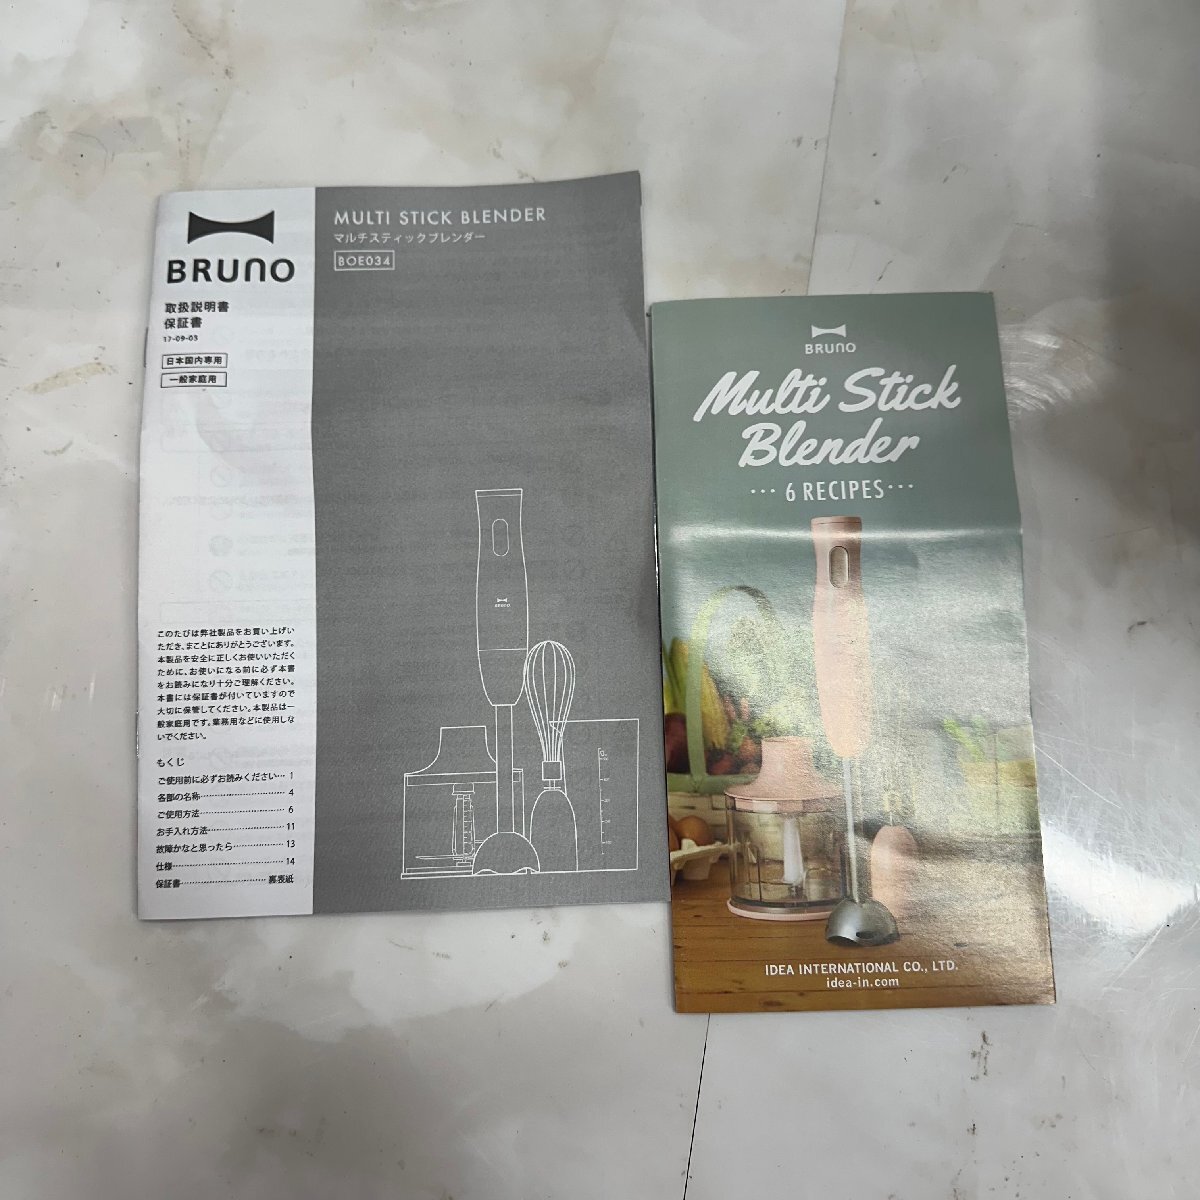 BRUNO
取扱説明書
保証書
17-09-03
日本国内専用
一般家庭用
MULTI STICK BLENDER
マルチスティックブレンダー
BOE034
BRUNO
このたびは弊社製品をお買い上げい
ただき、まことにありがとうございます。
本製品を安全に正しくお使いいただく
ために、お使いになる前に必ず本書
をお読みになり十分ご理解ください。
本書には保証書が付いていますので
大切に保管してください。本製品は一
般家庭用です。業務用などに使用しな
いでください。
もくじ
ご使用前に必ずお読みください… 1
各部の名称………………… 4
ご使用方法………………… 6
お手入れ方法……………… 11
故障かなと思ったら……… 13
仕様………………………… 14
保証書………………… 裏表紙
BRUNO
Multi Stick
Blender
··· 6 RECIPES ···
IDEA INTERNATIONAL CO., LTD.
idea-in.com